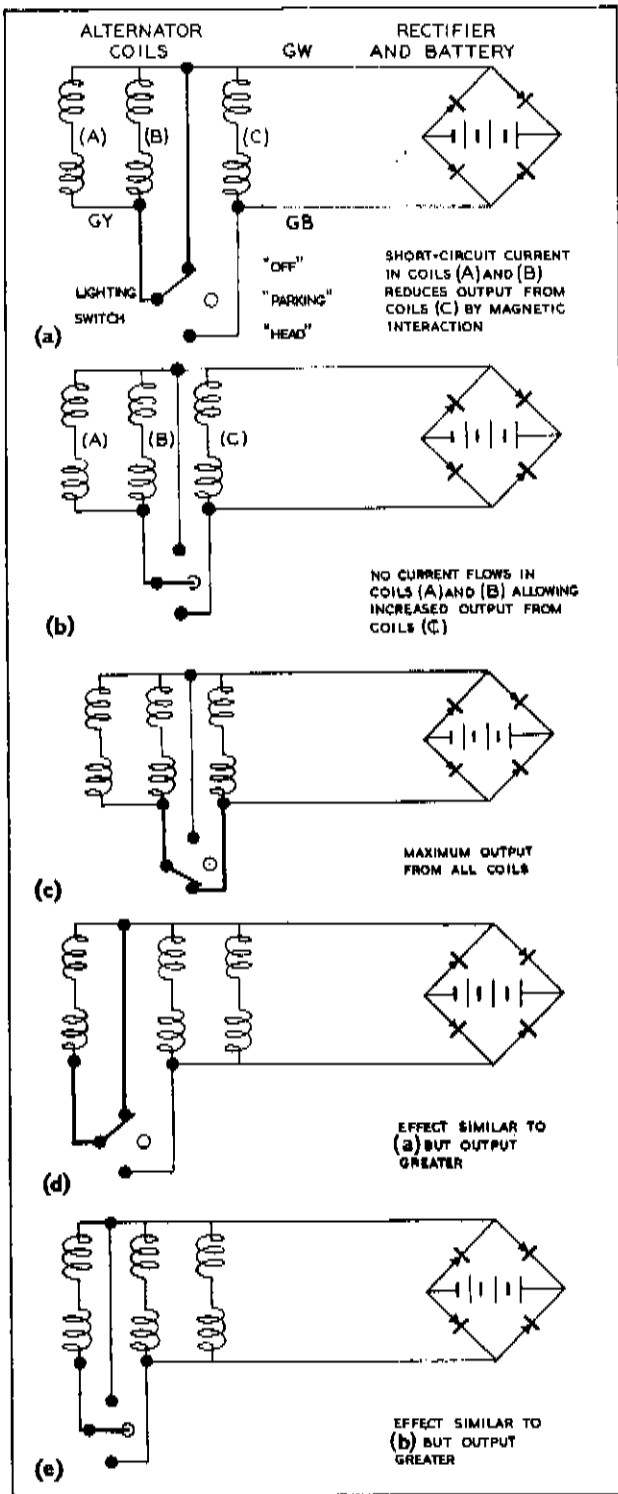 ALTERNATOR COILS
RECTIFIER AND BATTERY
GW
(A)
(B)
(C)
GY
GB
LIGHTING SWITCH
"OFF"
"PARKING"
"HEAD"
SHORT-CIRCUIT CURRENT
IN COILS (A) AND (B)
REDUCES OUTPUT FROM
COILS (C) BY MAGNETIC
INTERACTION
(a)
(A)
(B)
(C)
NO CURRENT FLOWS IN
COILS (A) AND (B) ALLOWING
INCREASED OUTPUT FROM
COILS (C)
(b)
MAXIMUM OUTPUT
FROM ALL COILS
(c)
EFFECT SIMILAR TO
(a) BUT OUTPUT
GREATER
(d)
EFFECT SIMILAR TO
(b) BUT OUTPUT
GREATER
(e)